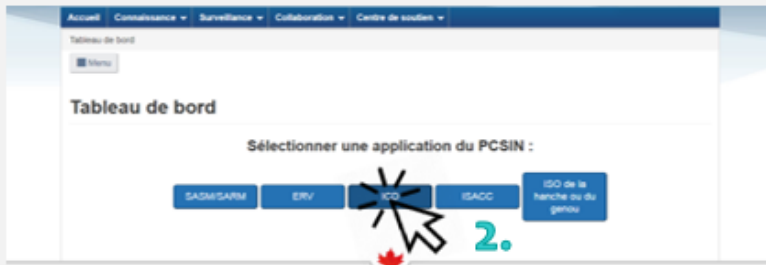 Accueil Connaissance Surveillance Collaboration Centre de soutien
Tableau de bord
Menu
Tableau de bord
Sélectionner une application du PCSIN :
SASM/SARM ERV ICD ISACC ISO de la hanche ou du genou
2.